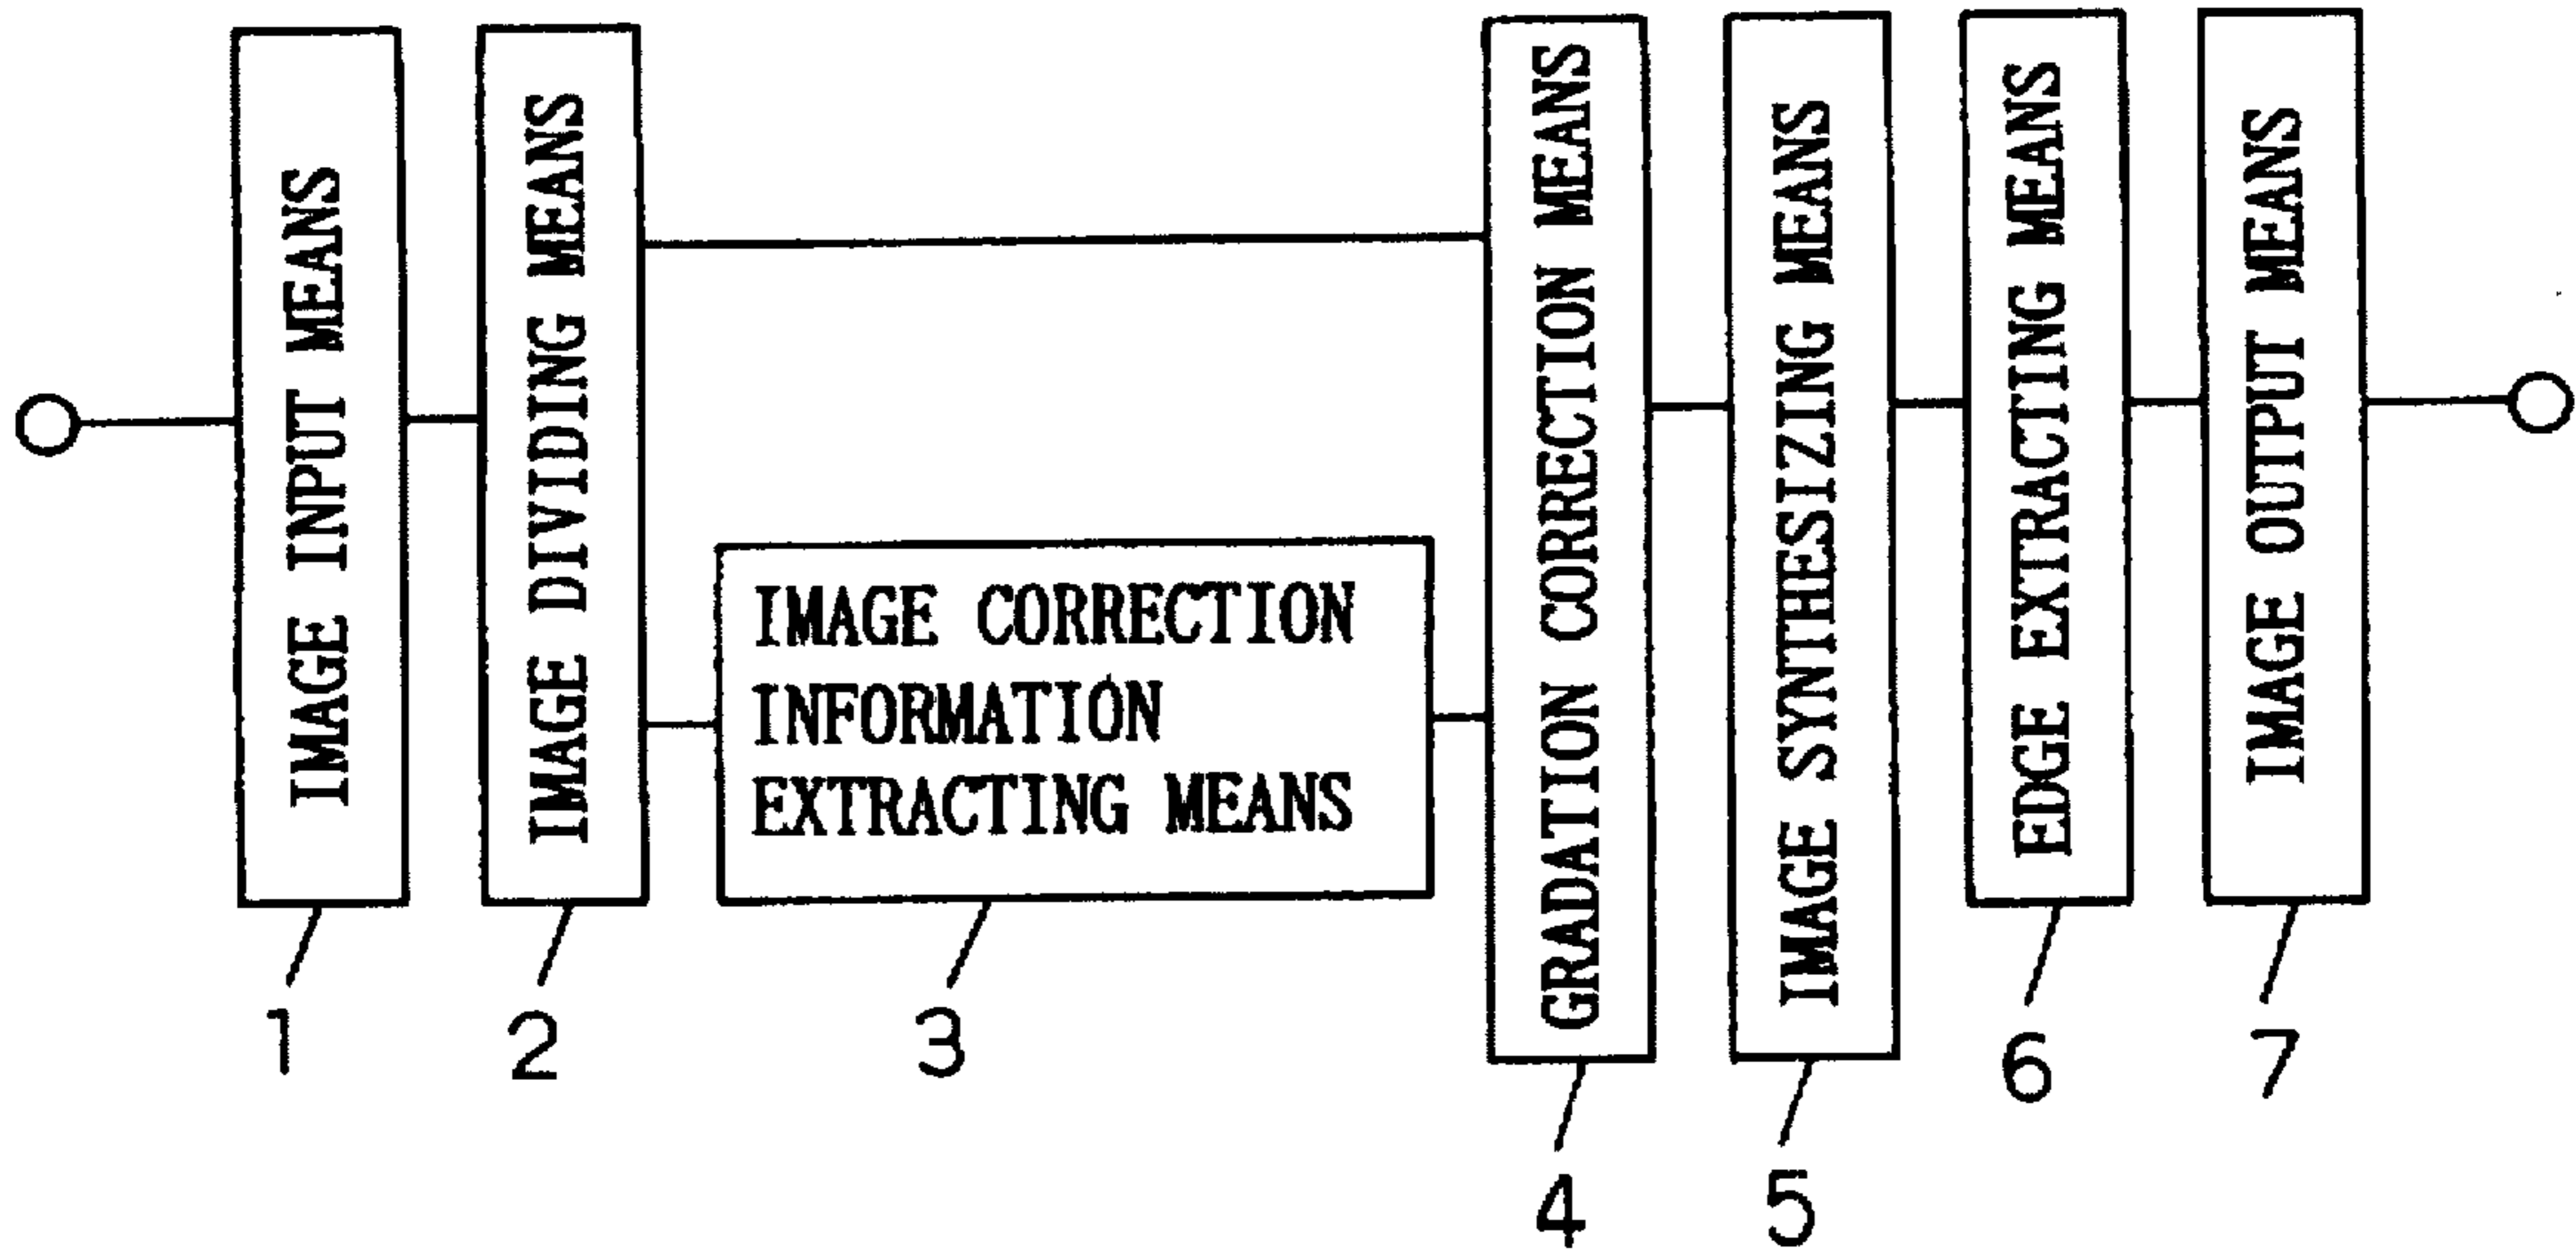 IMAGE INPUT MEANS
IMAGE DIVIDING MEANS
IMAGE CORRECTION
INFORMATION
EXTRACTING MEANS
GRADATION CORRECTION MEANS
IMAGE SYNTHESIZING MEANS
EDGE EXTRACTING MEANS
IMAGE OUTPUT MEANS
1
2
3
4
5
6
7